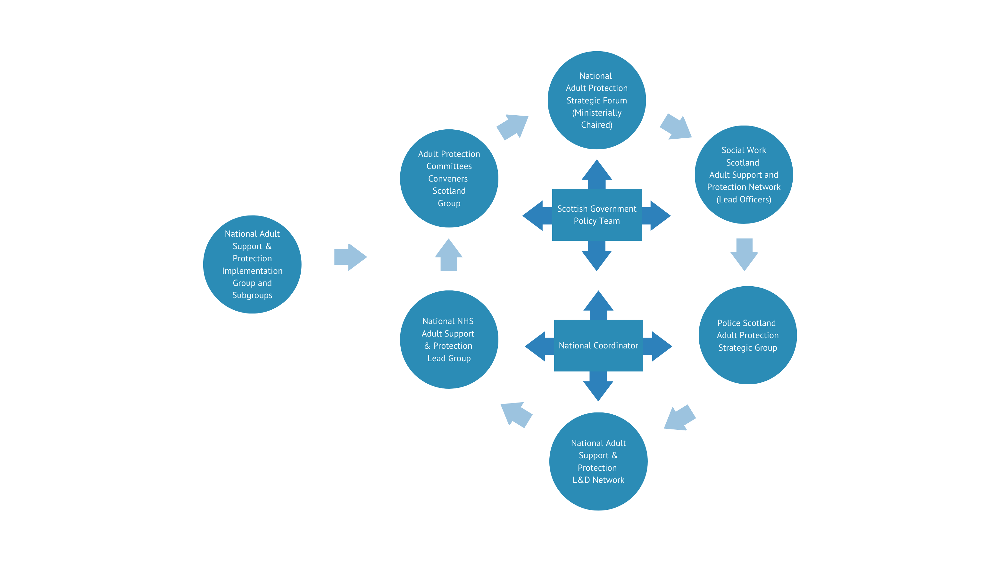 National
Adult Protection
Strategic Forum
(Ministerially
Chaired)
Adult Protection
Committees
Conveners
Scotland
Group
Social Work
Scotland
Adult Support and
Protection Network
(Lead Officers)
Scottish Government
Policy Team
National Adult
Support &
Protection
Implementation
Group and
Subgroups
National NHS
Adult Support
& Protection
Lead Group
National Coordinator
Police Scotland
Adult Protection
Strategic Group
National Adult
Support &
Protection
L&D Network